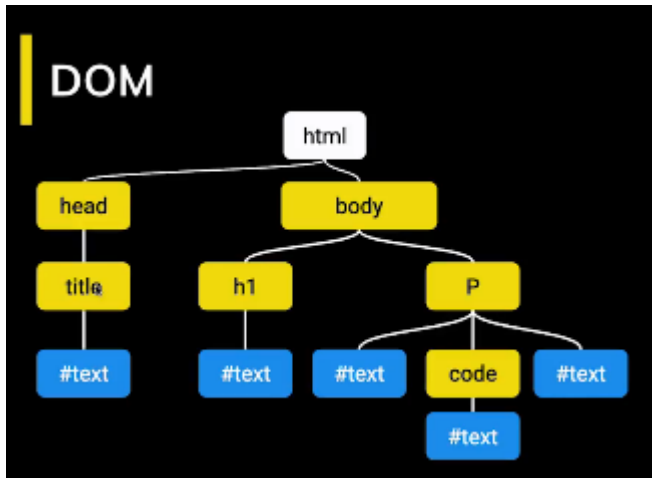 DOM
html
head body
title h1 P
#text #text #text code #text
#text